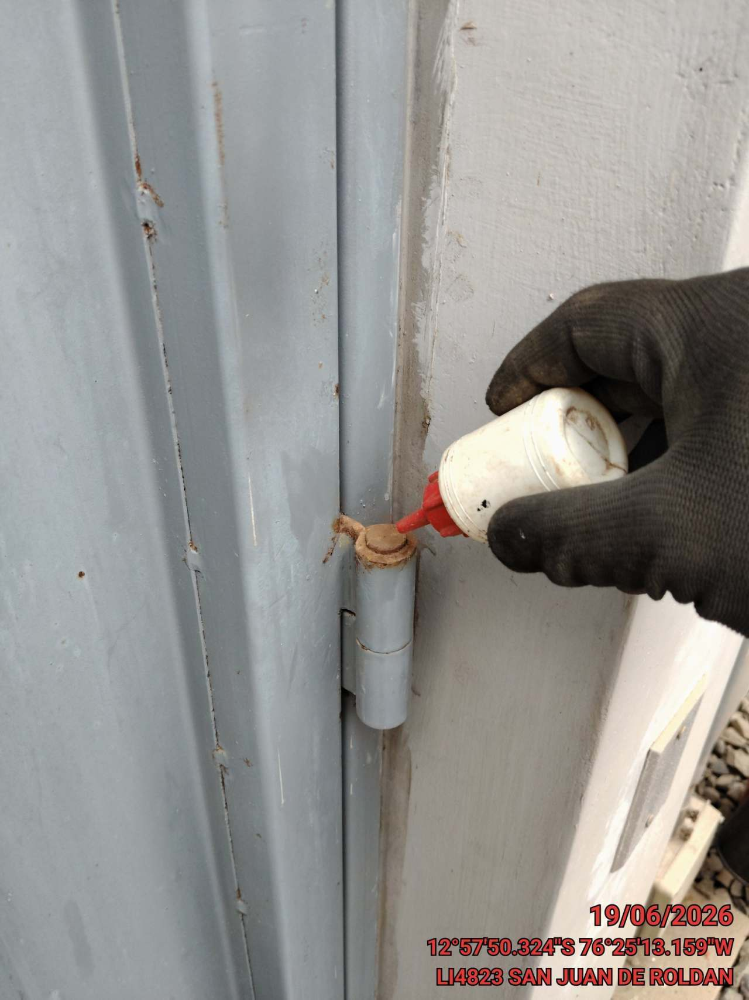 19/06/2026
12°57'50.324"S 76°25'13.159"W
LI4823 SAN JUAN DE ROLDAN